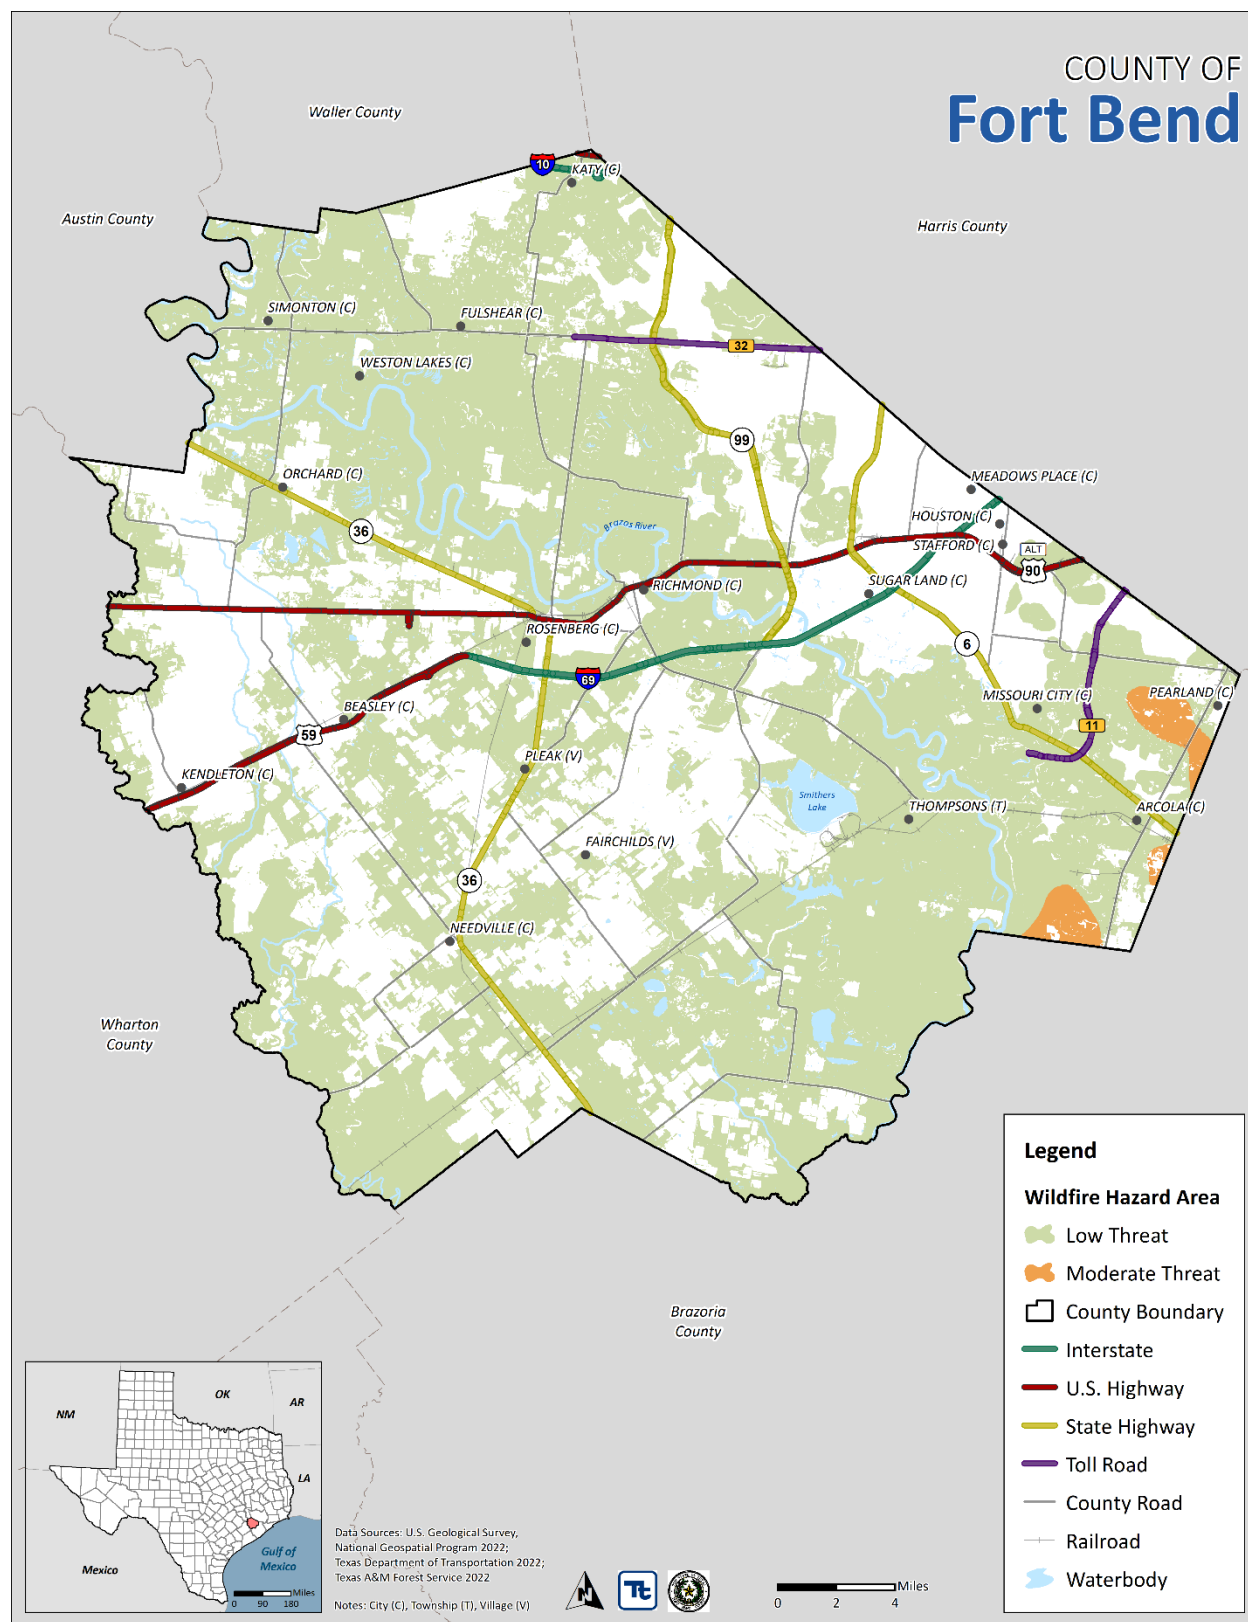 COUNTY OF
Fort Bend
Waller County
Austin County
Harris County
10
KATY (C)
SIMONTON (C)
FULSHEAR (C)
32
WESTON LAKES (C)
99
ORCHARD (C)
MEADOWS PLACE (C)
36
Brazos River
HOUSTON (C)
STAFFORD (C)
ALT
90
RICHMOND (C)
SUGAR LAND (C)
ROSENBERG (C)
6
69
MISSOURI CITY (C)
PEARLAND (C)
BEASLEY (C)
59
11
PLEAK (V)
KENDLETON (C)
Smithers
Lake
THOMPSONS (T)
ARCOLA (C)
FAIRCHILDS (V)
36
NEEDVILLE (C)
Wharton
County
Brazoria
County
Legend
Wildfire Hazard Area
Low Threat
Moderate Threat
County Boundary
Interstate
U.S. Highway
State Highway
Toll Road
County Road
Railroad
Waterbody
NM
OK
AR
LA
Mexico
Gulf of
Mexico
Miles
0 90 180
Data Sources: U.S. Geological Survey,
National Geospatial Program 2022;
Texas Department of Transportation 2022;
Texas A&M Forest Service 2022
Notes: City (C), Township (T), Village (V)
N
Tt
Miles
0 2 4